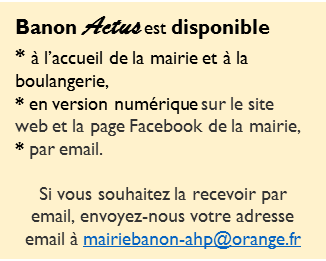 Banon Actus est disponible
* à l’accueil de la mairie et à la
boulangerie,
* en version numérique sur le site
web et la page Facebook de la mairie,
* par email.
Si vous souhaitez la recevoir par
email, envoyez-nous votre adresse
email à mairiebanon-ahp@orange.fr